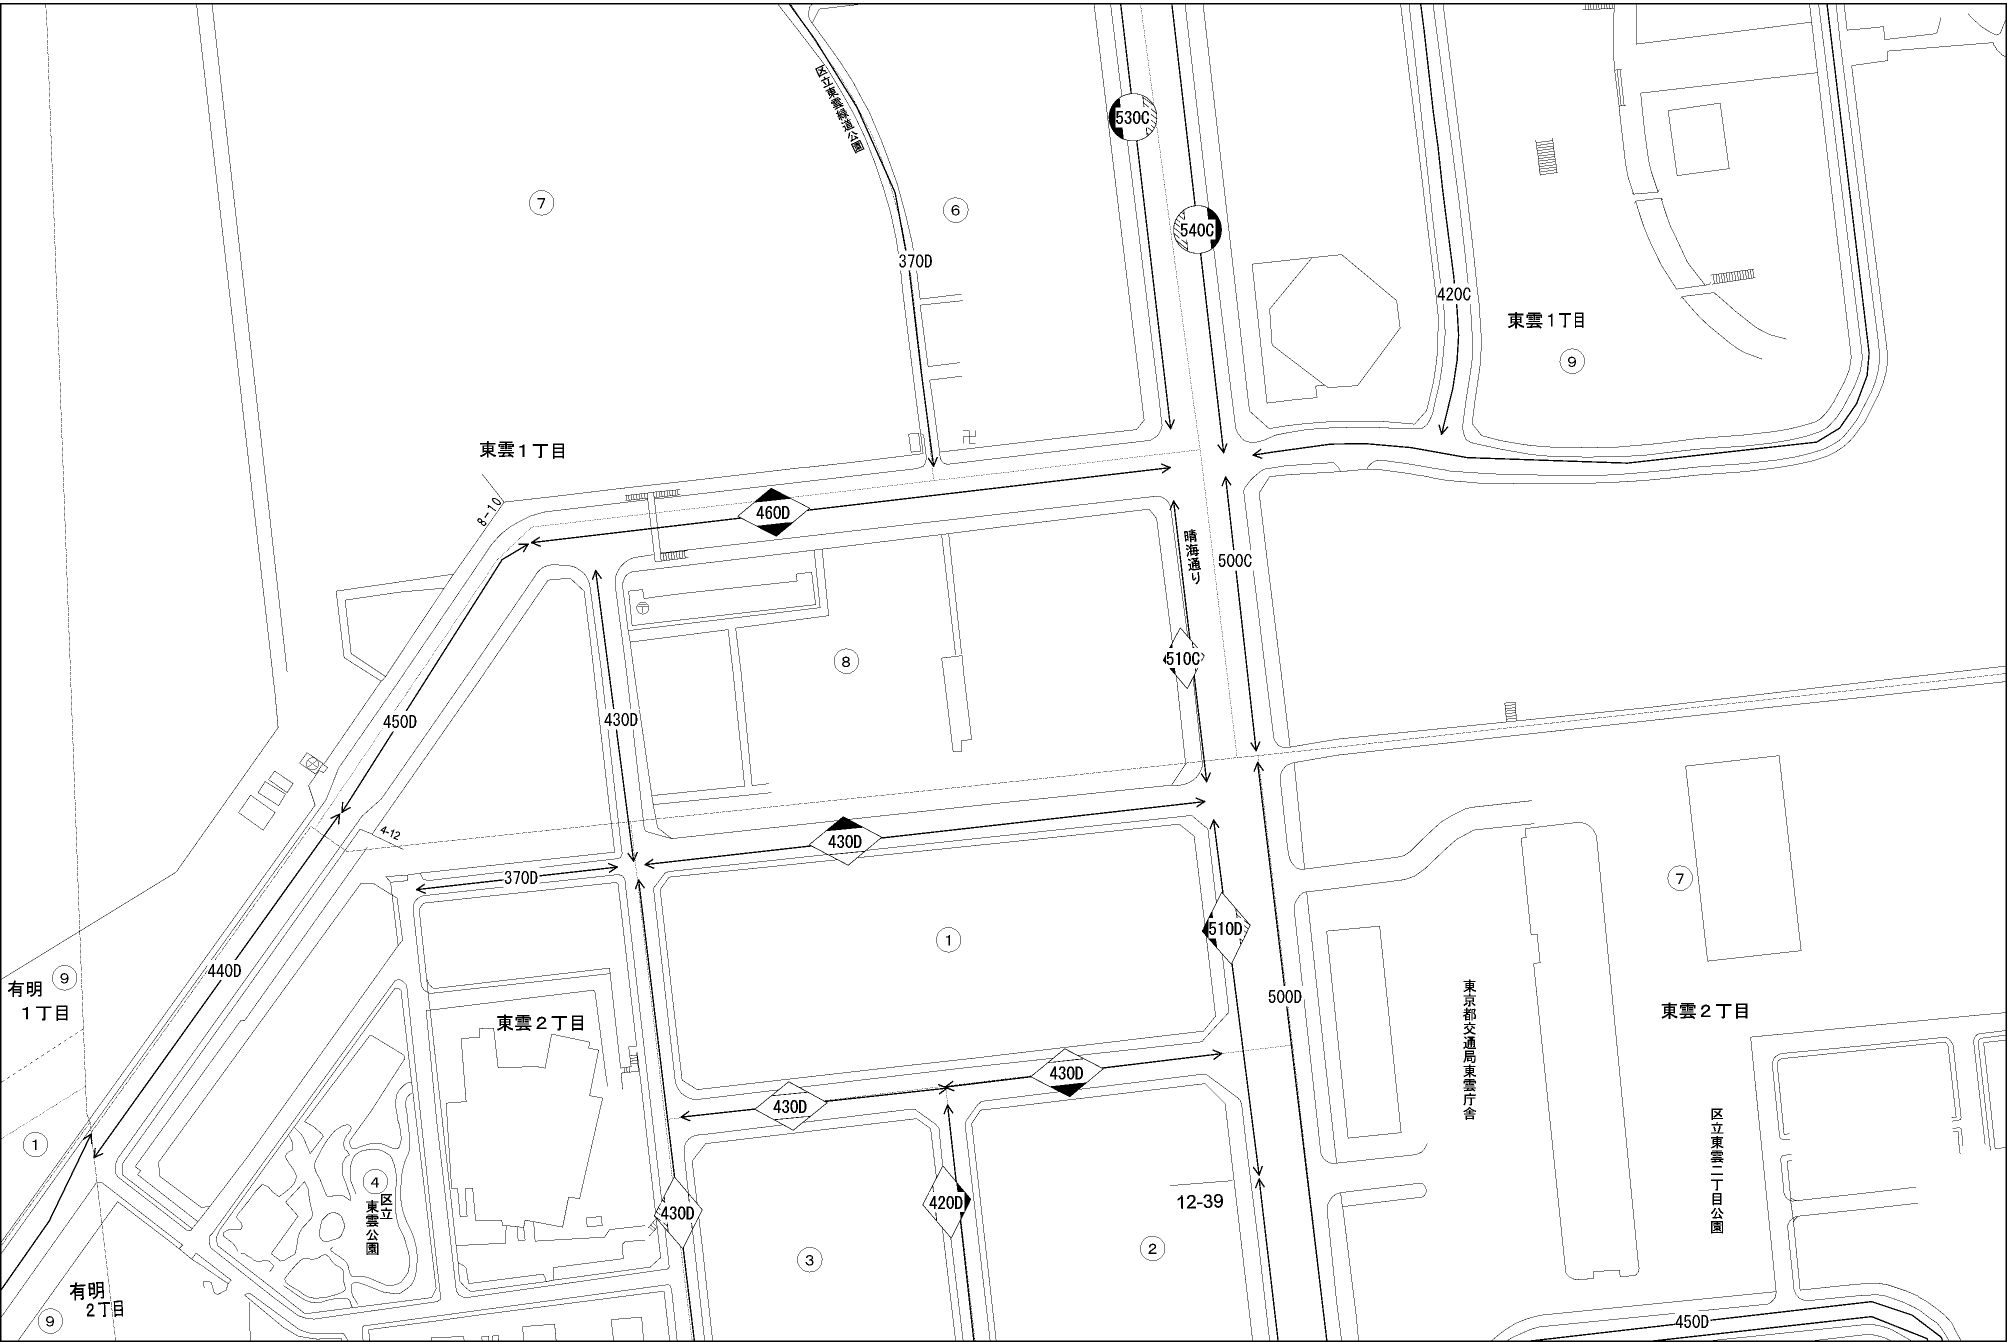 区立東雲緑道公園
530C
7
6
540C
370D
420C
東雲1丁目
9
東雲1丁目
8-10
460D
晴海通り
500C
8
510C
450D
430D
4-12
430D
370D
510D
1
7
440D
9
有明
1丁目
500D
東京都交通局東雲庁舎
東雲2丁目
東雲2丁目
430D
430D
区立東雲二丁目公園
1
4
区立
東雲公園
430D
420D
12-39
3
2
有明
2丁目
9
450D